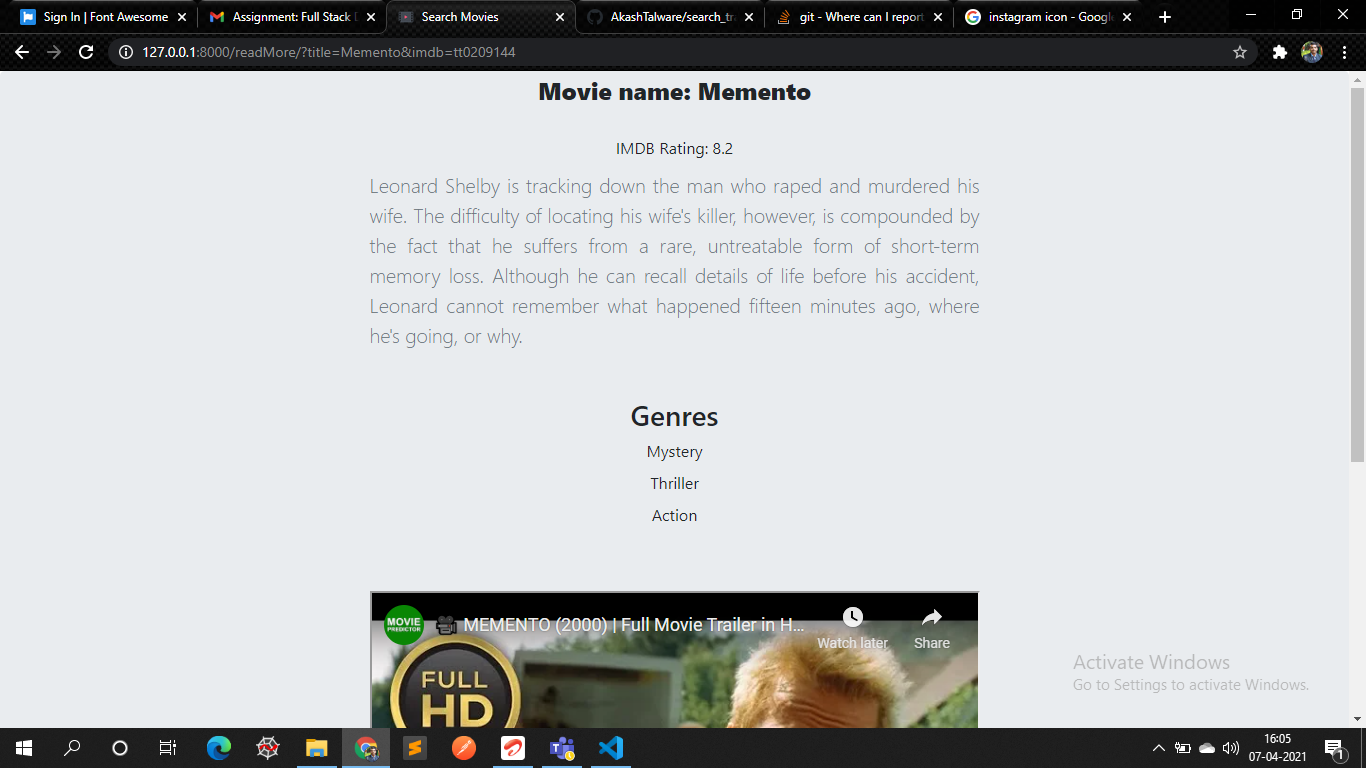 Sign In | Font Awesome
Assignment: Full Stack D
Search Movies
AkashTalware/search_tr
git - Where can I report
instagram icon - Google
127.0.0.1:8000/readMore/?title=Memento&imdb=tt0209144
Movie name: Memento
IMDB Rating: 8.2
Leonard Shelby is tracking down the man who raped and murdered his
wife. The difficulty of locating his wife's killer, however, is compounded by
the fact that he suffers from a rare, untreatable form of short-term
memory loss. Although he can recall details of life before his accident,
Leonard cannot remember what happened fifteen minutes ago, where
he's going, or why.
Genres
Mystery
Thriller
Action
MOVIE
PREDICTOR
MEMENTO (2000) | Full Movie Trailer in H...
Watch later
Share
FULL
HD
Activate Windows
Go to Settings to activate Windows.
16:05
07-04-2021
1